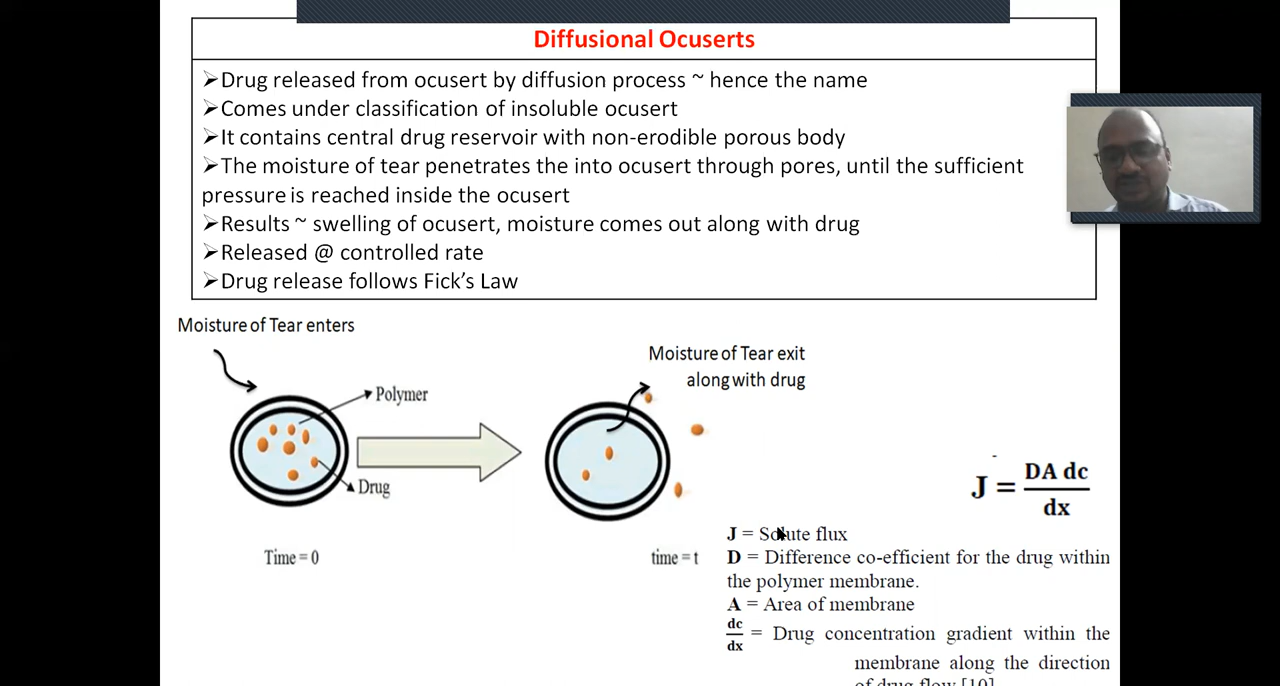 Diffusional Ocuserts
➢Drug released from ocusert by diffusion process ~ hence the name
➢Comes under classification of insoluble ocusert
➢It contains central drug reservoir with non-erodible porous body
➢The moisture of tear penetrates the into ocusert through pores, until the sufficient
pressure is reached inside the ocusert
➢Results ~ swelling of ocusert, moisture comes out along with drug
➢Released @ controlled rate
➢Drug release follows Fick's Law
Moisture of Tear enters
Moisture of Tear exit
along with drug
Polymer
Drug
Time = 0
time = t
J = DA dc
dx
J = Solute flux
D = Difference co-efficient for the drug within
the polymer membrane.
A = Area of membrane
dc
dx
= Drug concentration gradient within the
membrane along the direction
of drug flow [10]